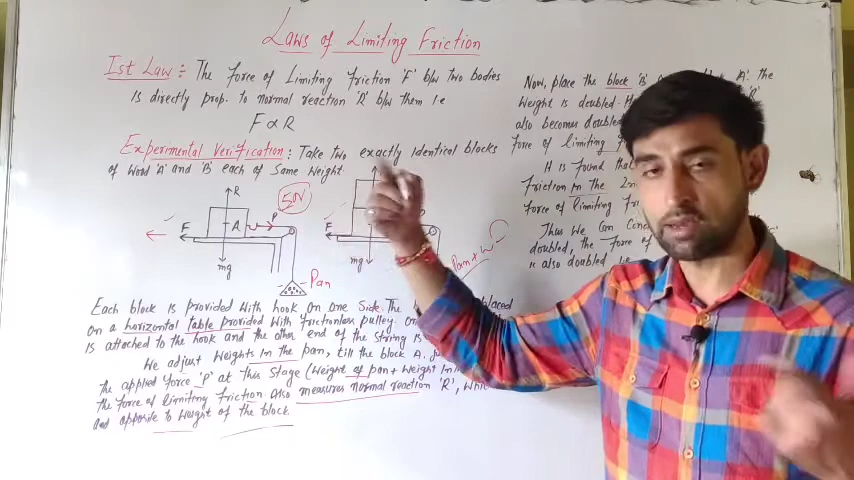 Laws of Limiting Friction
Ist Law :- The force of Limiting friction 'F' b/w two bodies
is directly prop. to normal reaction 'R' b/w them i.e
F ∝ R
Experimental Verification : Take two exactly identical blocks
of Wood 'A' and 'B' each of Same Weight.
R
50N
F
A
P
mg
Pan
F
mg
Pan + W
Each block is provided with hook on one Side. The
placed
on a horizontal table provided with frictionless pulley.
is attached to the hook and the other end of the string is
We adjust weights in the pan, till the block A.
the applied force 'P' at this stage (weight of pan + weight
the force of limiting friction Also measures normal reaction 'R',
and opposite to weight of the block.
Now, place the block 'B'
A'. The
weight is doubled.
also becomes doubled
force of limiting
It is found that
friction in the 2n
force of limiting
Thus we Can Conc
doubled, the force of
is also doubled i.e